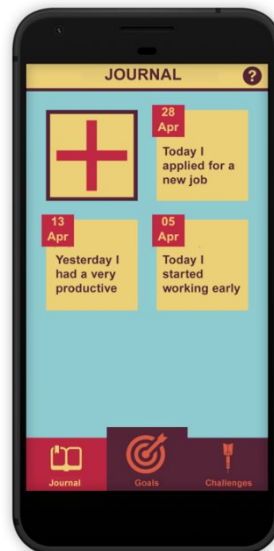 JOURNAL
?
28
Apr
Today I
applied for a
new job
13
Apr
Yesterday I
had a very
productive
05
Apr
Today I
started
working early
Journal
Goals
Challenges